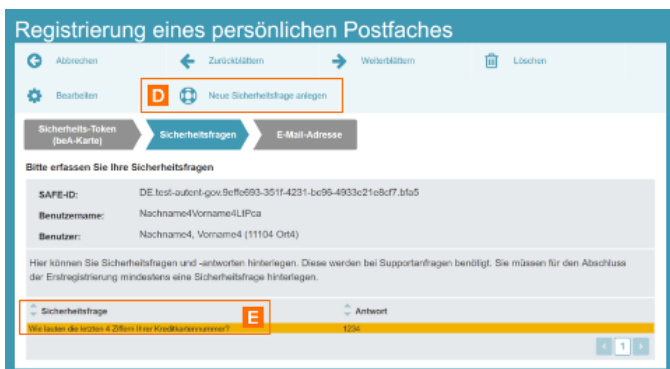 Registrierung eines persönlichen Postfaches
Abbrechen Zurückblättern Weiterblättern Löschen
Bearbeiten D Neue Sicherheitsfrage anlegen
Sicherheits-Token (beA-Karte) Sicherheitsfragen E-Mail-Adresse
Bitte erfassen Sie Ihre Sicherheitsfragen
SAFE-ID: DE.test-autent-gov.9effe693-351f-4231-bc96-4933c21e8cf7.bfa5
Benutzername: Nachname4Vorname4LtPca
Benutzer: Nachname4, Vorname4 (11104 Ort4)
Hier können Sie Sicherheitsfragen und -antworten hinterlegen. Diese werden bei Supportanfragen benötigt. Sie müssen für den Abschluss
der Erstregistrierung mindestens eine Sicherheitsfrage hinterlegen.
Sicherheitsfrage E Antwort
Wie lauten die letzten 4 Ziffern Ihrer Kreditkartennummer? 1234
1